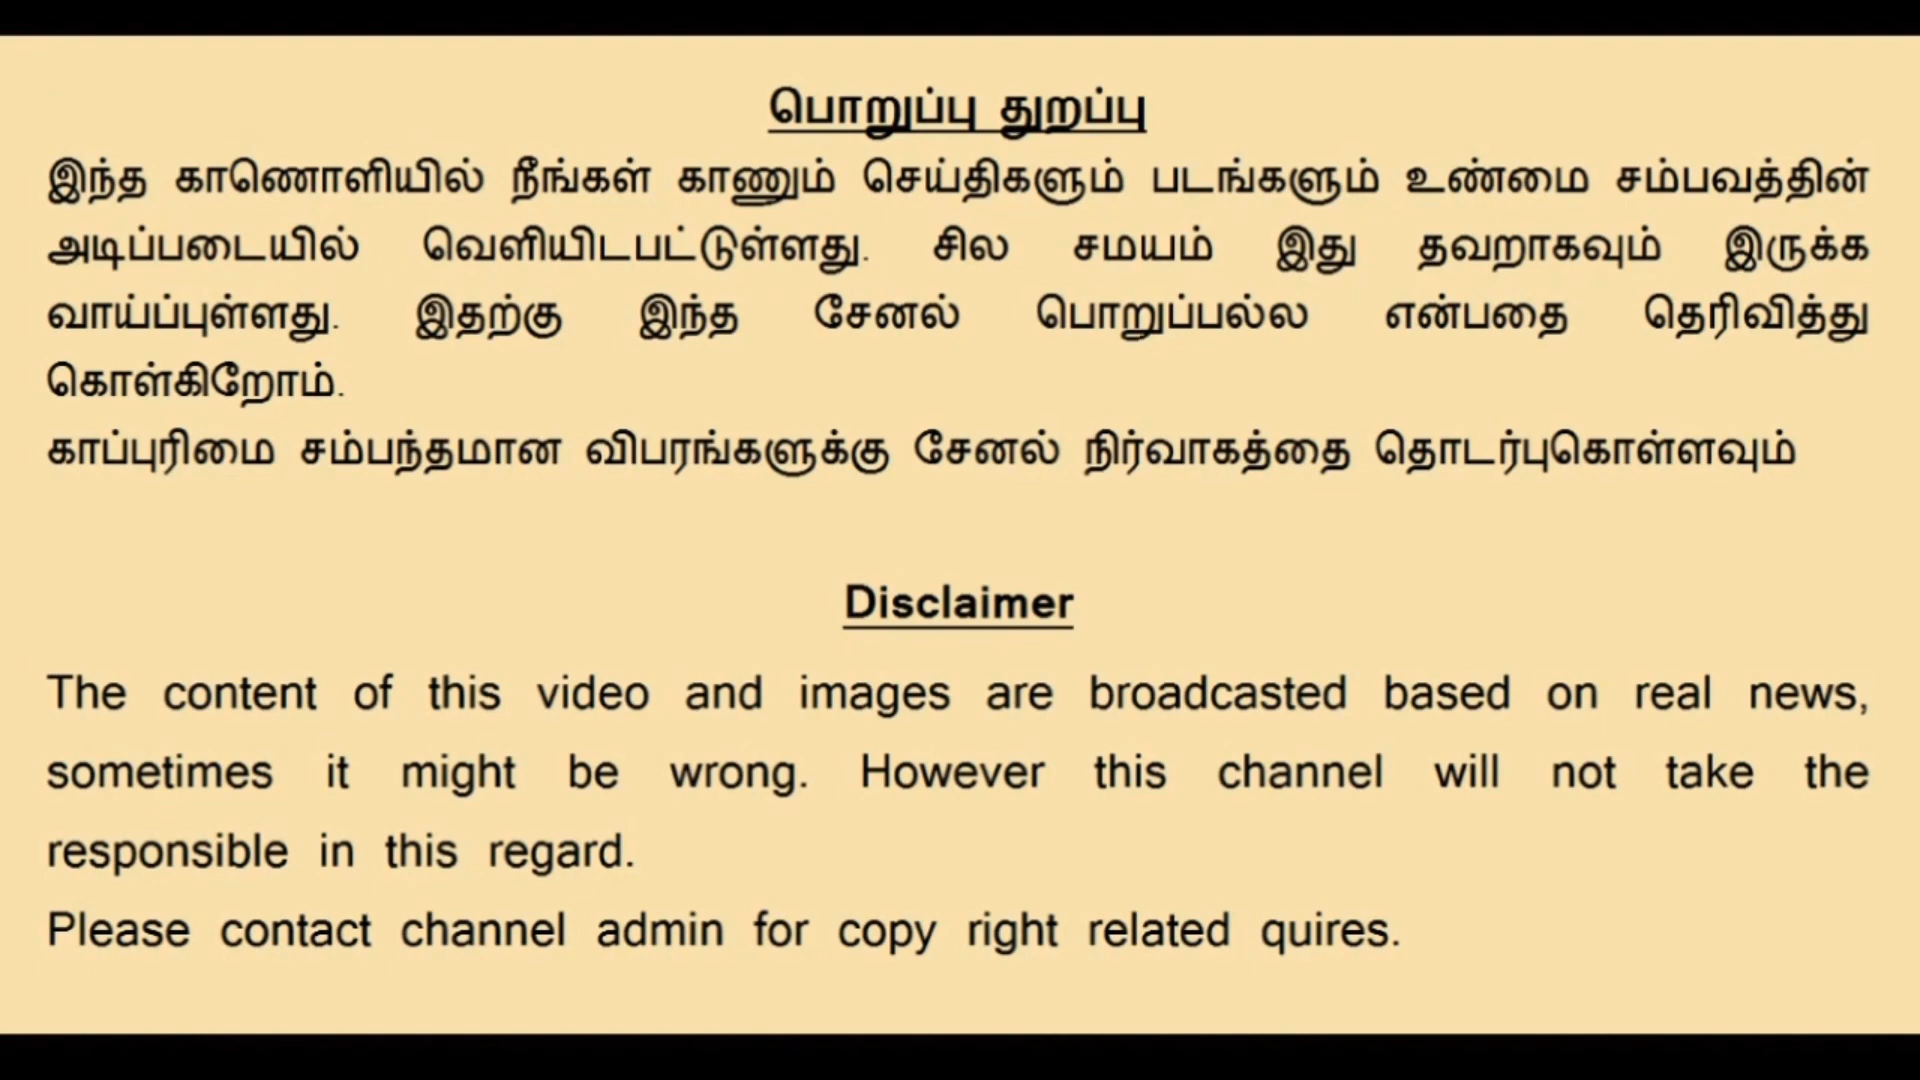 பொறுப்பு துறப்பு
இந்த காணொளியில் நீங்கள் காணும் செய்திகளும் படங்களும் உண்மை சம்பவத்தின்
அடிப்படையில் வெளியிடபட்டுள்ளது. சில சமயம் இது தவறாகவும் இருக்க
வாய்ப்புள்ளது. இதற்கு இந்த சேனல் பொறுப்பல்ல என்பதை தெரிவித்து
கொள்கிறோம்.
காப்புரிமை சம்பந்தமான விபரங்களுக்கு சேனல் நிர்வாகத்தை தொடர்புகொள்ளவும்
Disclaimer
The content of this video and images are broadcasted based on real news,
sometimes it might be wrong. However this channel will not take the
responsible in this regard.
Please contact channel admin for copy right related quires.